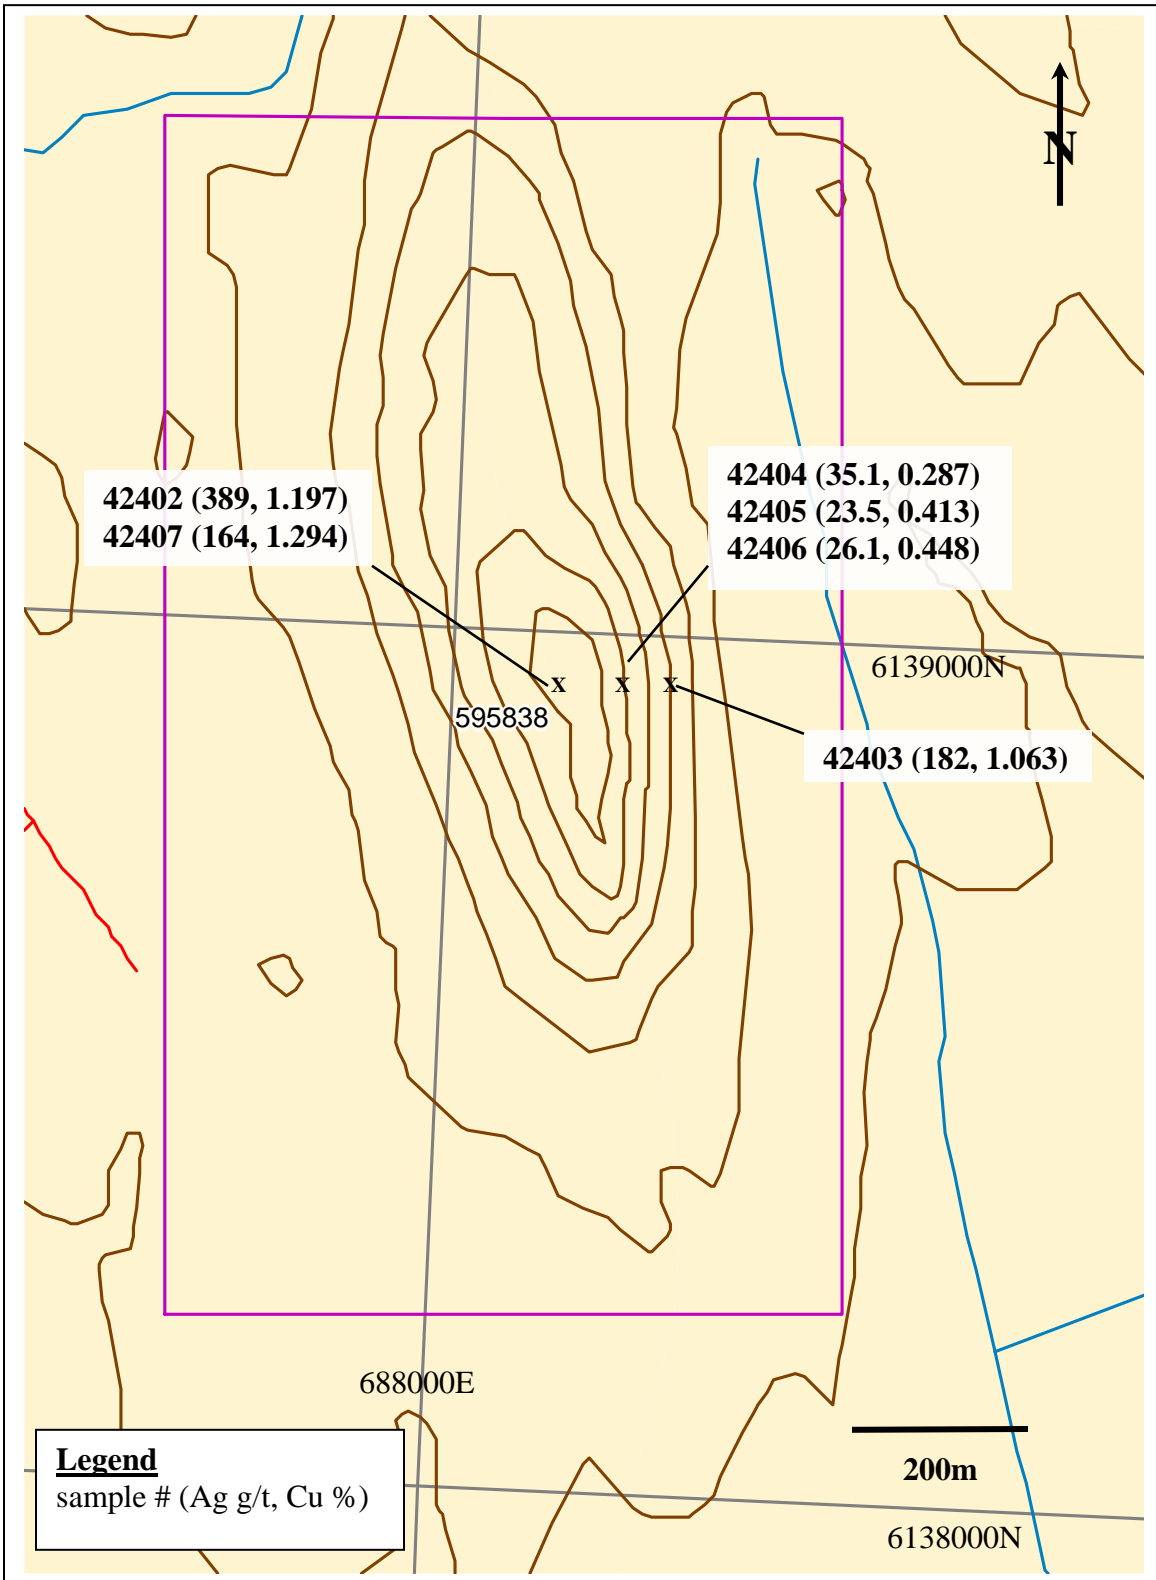 N
42404 (35.1, 0.287)
42405 (23.5, 0.413)
42406 (26.1, 0.448)
42402 (389, 1.197)
42407 (164, 1.294)
6139000N
x x x
595838
42403 (182, 1.063)
688000E
Legend
sample # (Ag g/t, Cu %)
200m
6138000N